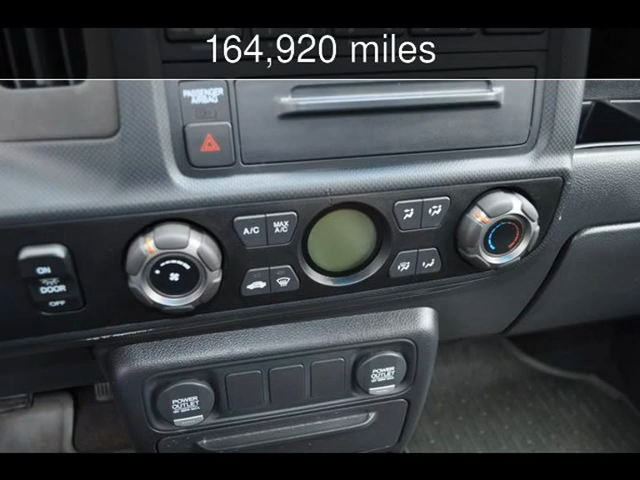 164,920 miles
PASSENGER
AIRBAG
A/C
MAX
A/C
ON
DOOR
OFF
POWER
OUTLET
POWER
OUTLET